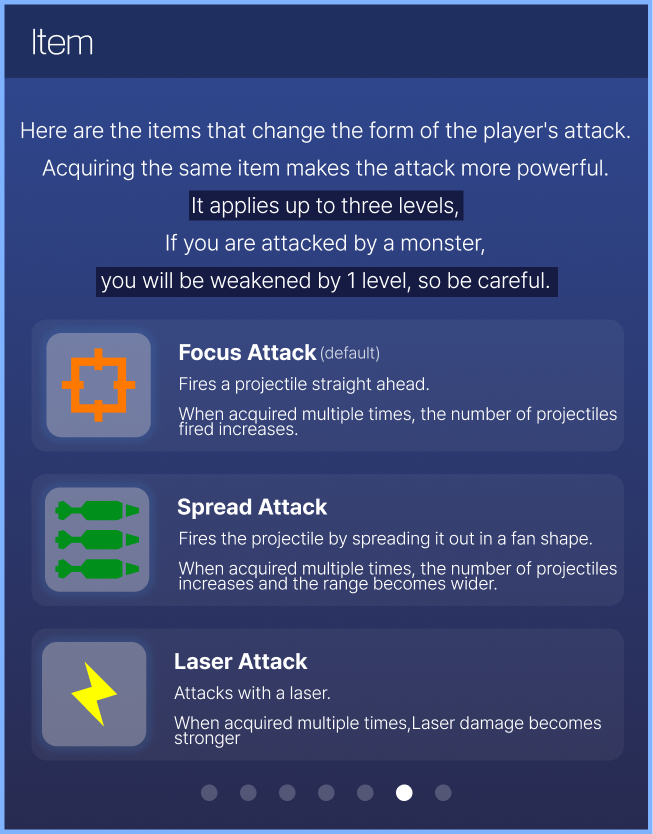 Item
Here are the items that change the form of the player's attack.
Acquiring the same item makes the attack more powerful.
It applies up to three levels,
If you are attacked by a monster,
you will be weakened by 1 level, so be careful.
Focus Attack (default)
Fires a projectile straight ahead.
When acquired multiple times, the number of projectiles
fired increases.
Spread Attack
Fires the projectile by spreading it out in a fan shape.
When acquired multiple times, the number of projectiles
increases and the range becomes wider.
Laser Attack
Attacks with a laser.
When acquired multiple times,Laser damage becomes
stronger